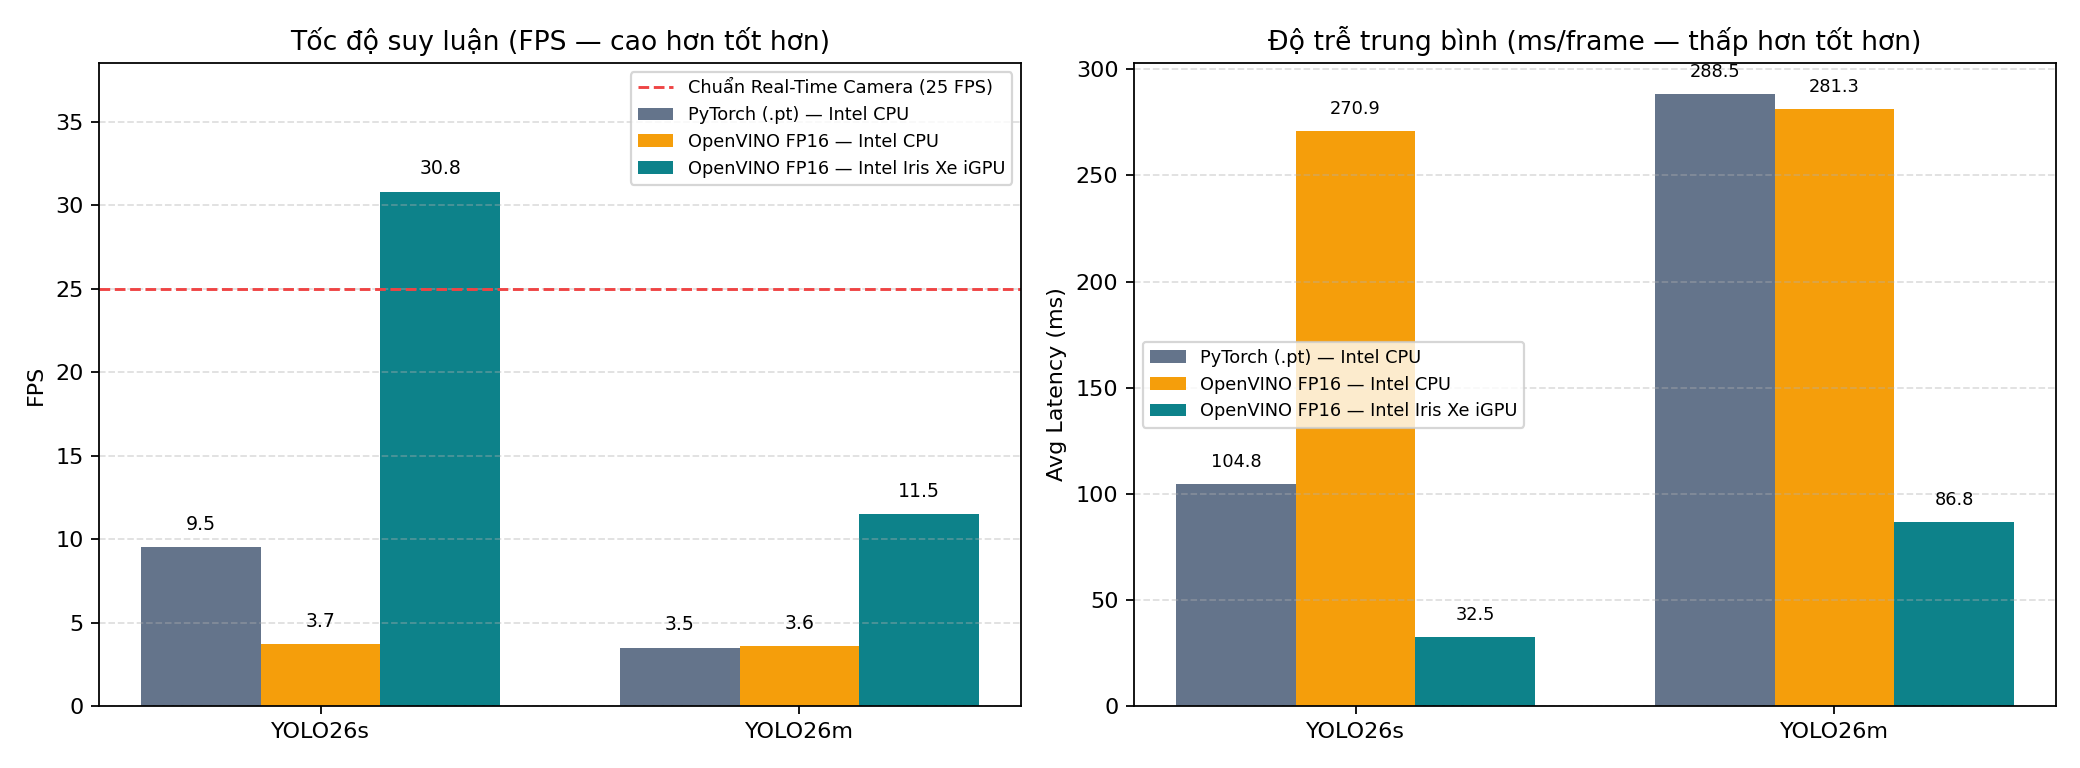 Tốc độ suy luận (FPS — cao hơn tốt hơn)
FPS
35
30
25
20
15
10
5
0
Chuẩn Real-Time Camera (25 FPS)
PyTorch (.pt) — Intel CPU
OpenVINO FP16 — Intel CPU
OpenVINO FP16 — Intel Iris Xe iGPU
9.5
3.7
30.8
3.5
3.6
11.5
YOLO26s
YOLO26m
Độ trễ trung bình (ms/frame — thấp hơn tốt hơn)
Avg Latency (ms)
300
250
200
150
100
50
0
PyTorch (.pt) — Intel CPU
OpenVINO FP16 — Intel CPU
OpenVINO FP16 — Intel Iris Xe iGPU
104.8
270.9
32.5
288.5
281.3
86.8
YOLO26s
YOLO26m